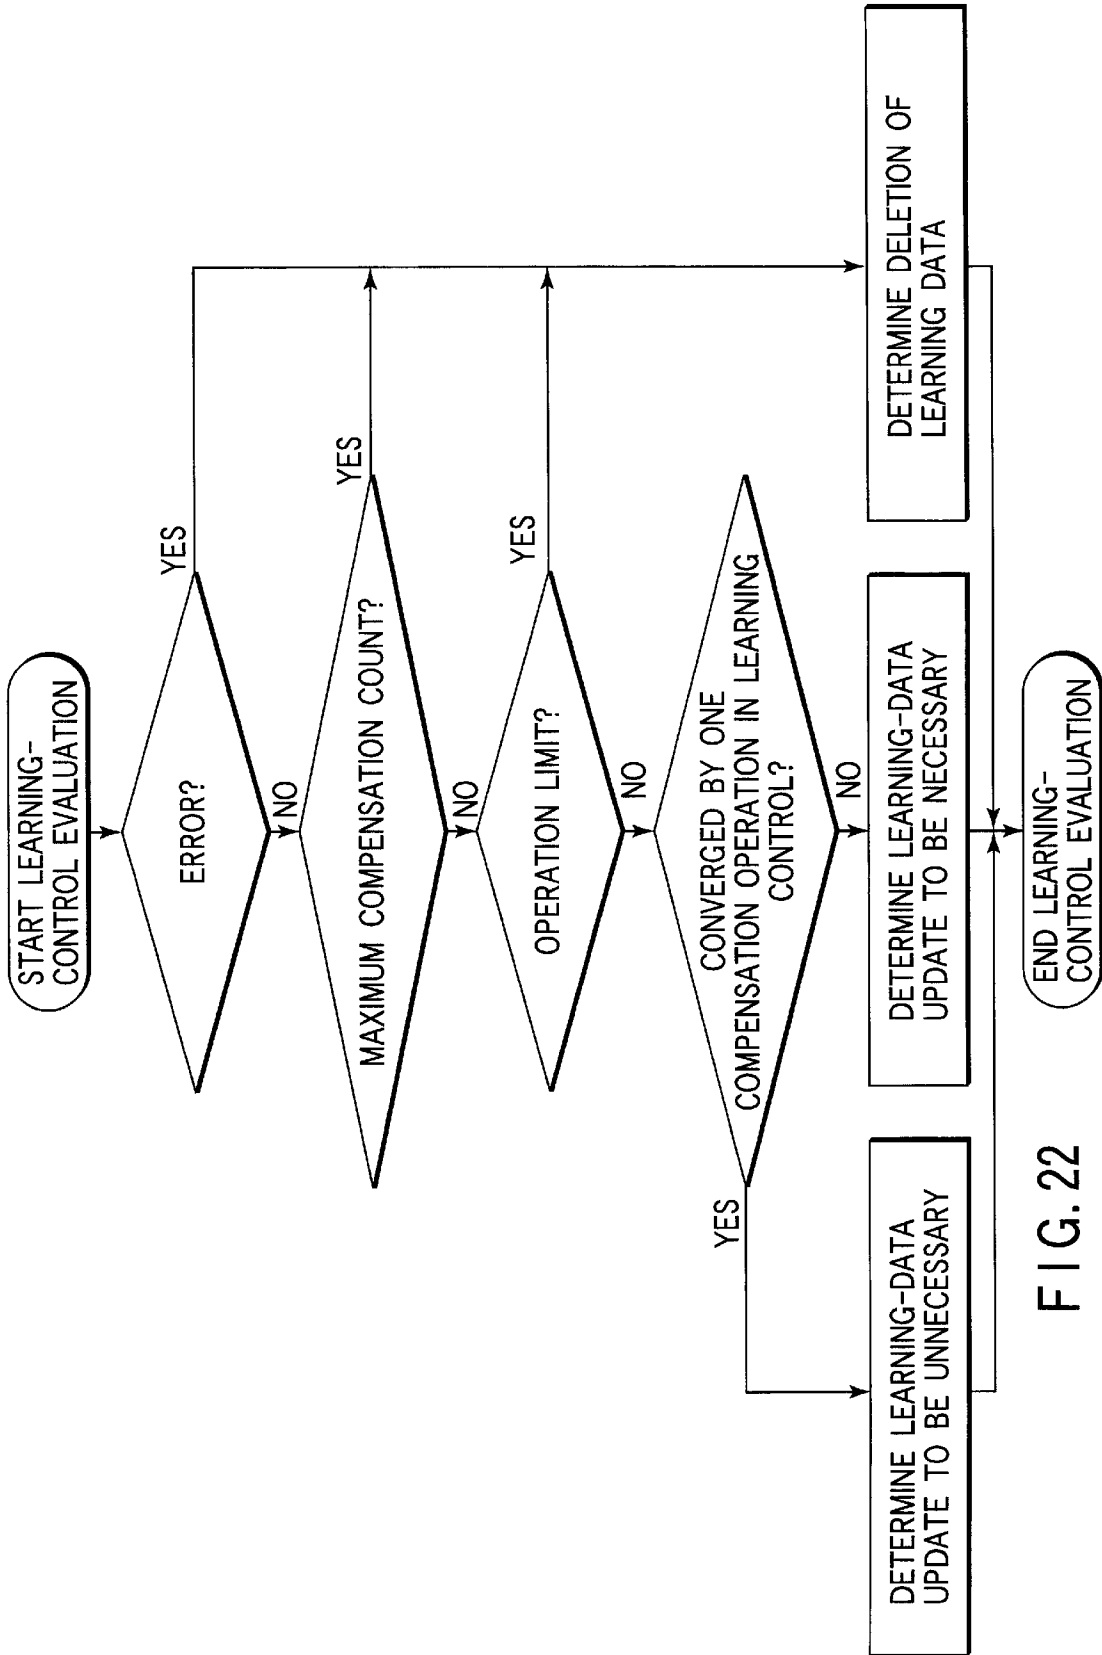 START LEARNING-
CONTROL EVALUATION
ERROR?
YES
NO
MAXIMUM COMPENSATION COUNT?
YES
NO
OPERATION LIMIT?
YES
NO
CONVERGED BY ONE
COMPENSATION OPERATION IN LEARNING
CONTROL?
YES
NO
DETERMINE LEARNING-DATA
UPDATE TO BE UNNECESSARY
DETERMINE LEARNING-DATA
UPDATE TO BE NECESSARY
DETERMINE DELETION OF
LEARNING DATA
END LEARNING-
CONTROL EVALUATION
FIG. 22